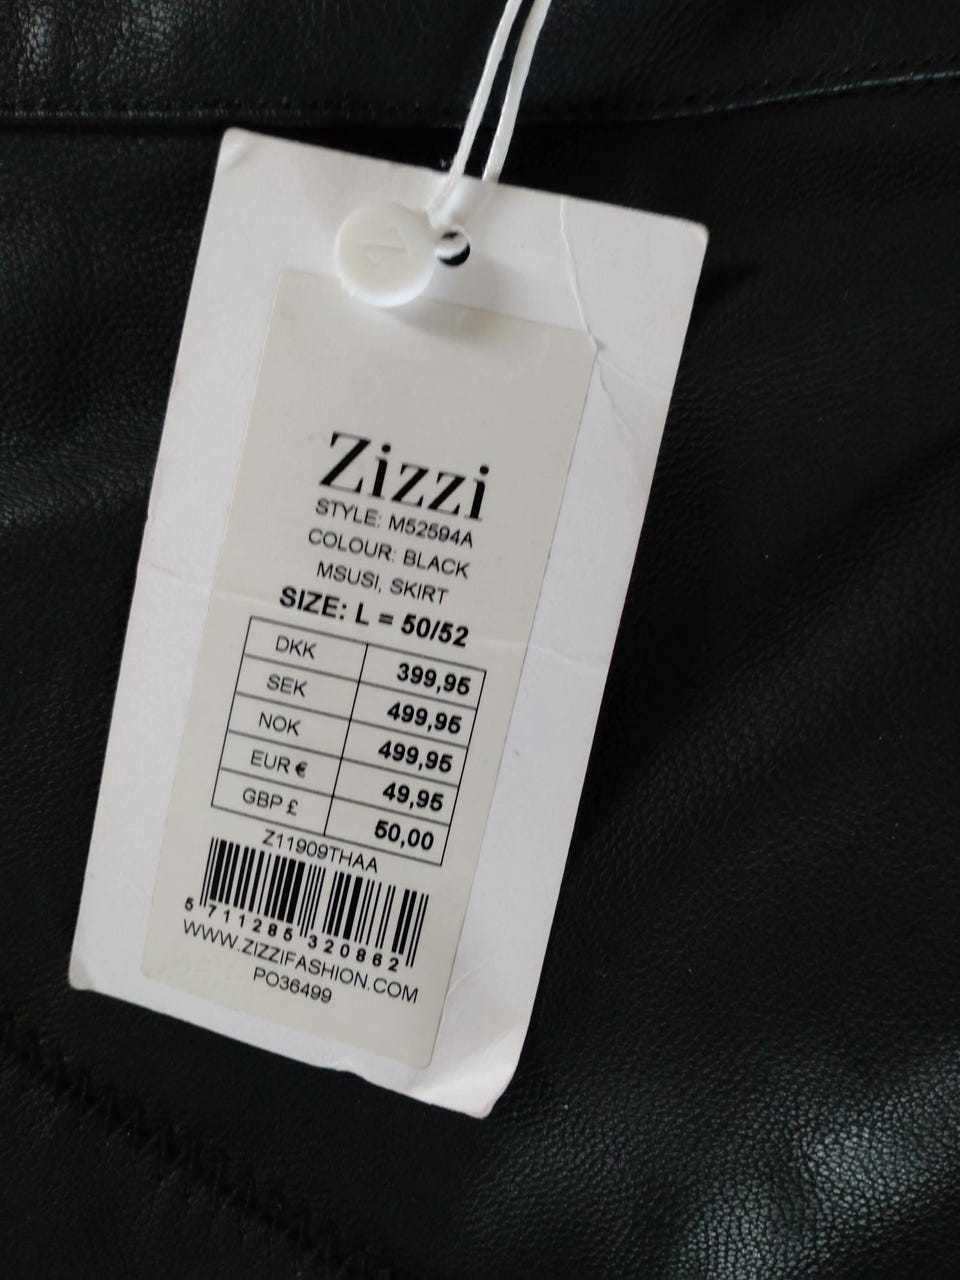 Zizzi
STYLE: M52594A
COLOUR: BLACK
MSUSI, SKIRT
SIZE: L = 50/52
DKK 399,95
SEK 499,95
NOK 499,95
EUR € 49,95
GBP £ 50,00
Z11909THAA
5 711285 320862
WWW.ZIZZIFASHION.COM
PO36499